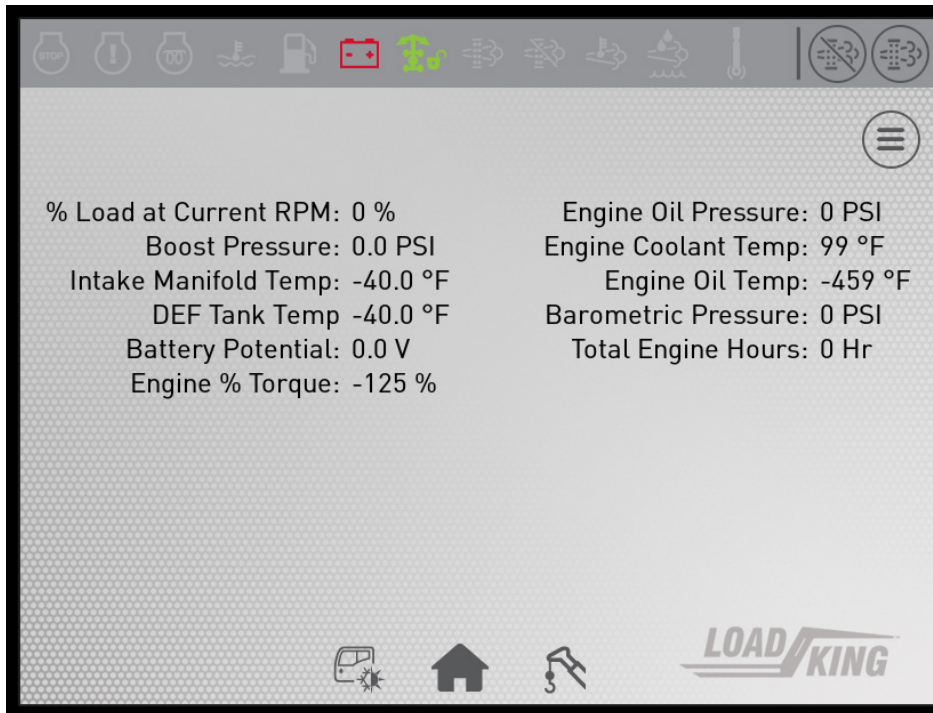 STOP
% Load at Current RPM: 0 %
Boost Pressure: 0.0 PSI
Intake Manifold Temp: -40.0 °F
DEF Tank Temp -40.0 °F
Battery Potential: 0.0 V
Engine % Torque: -125 %
Engine Oil Pressure: 0 PSI
Engine Coolant Temp: 99 °F
Engine Oil Temp: -459 °F
Barometric Pressure: 0 PSI
Total Engine Hours: 0 Hr
LOAD KING